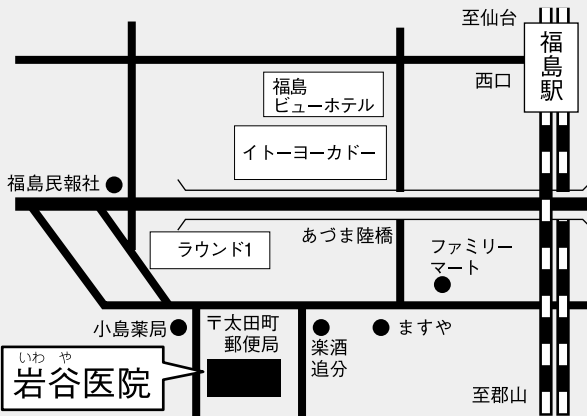 至仙台
福島駅
西口
福島
ビューホテル
イトーヨーカドー
福島民報社
ラウンド1
あづま陸橋
ファミリー
マート
小島薬局
〒太田町
郵便局
楽酒
追分
ますや
いわ や
岩谷医院
至郡山